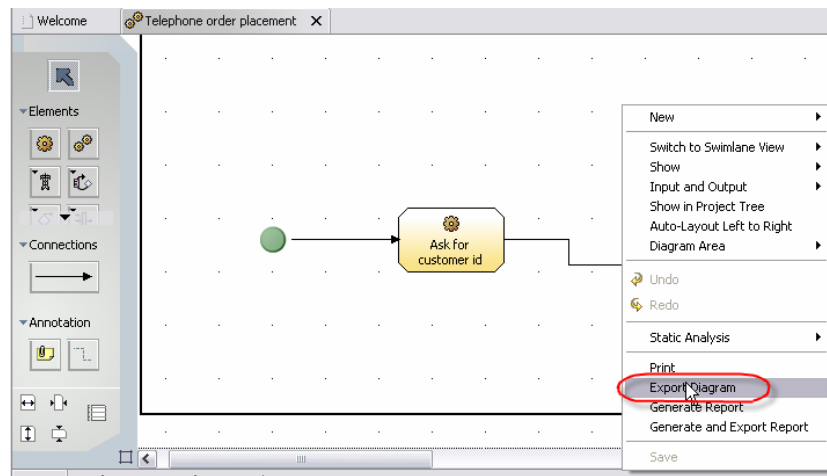 Welcome
Telephone order placement
Elements
Connections
Annotation
Ask for
customer id
New
Switch to Swimlane View
Show
Input and Output
Show in Project Tree
Auto-Layout Left to Right
Diagram Area
Undo
Redo
Static Analysis
Print
Export Diagram
Generate Report
Generate and Export Report
Save